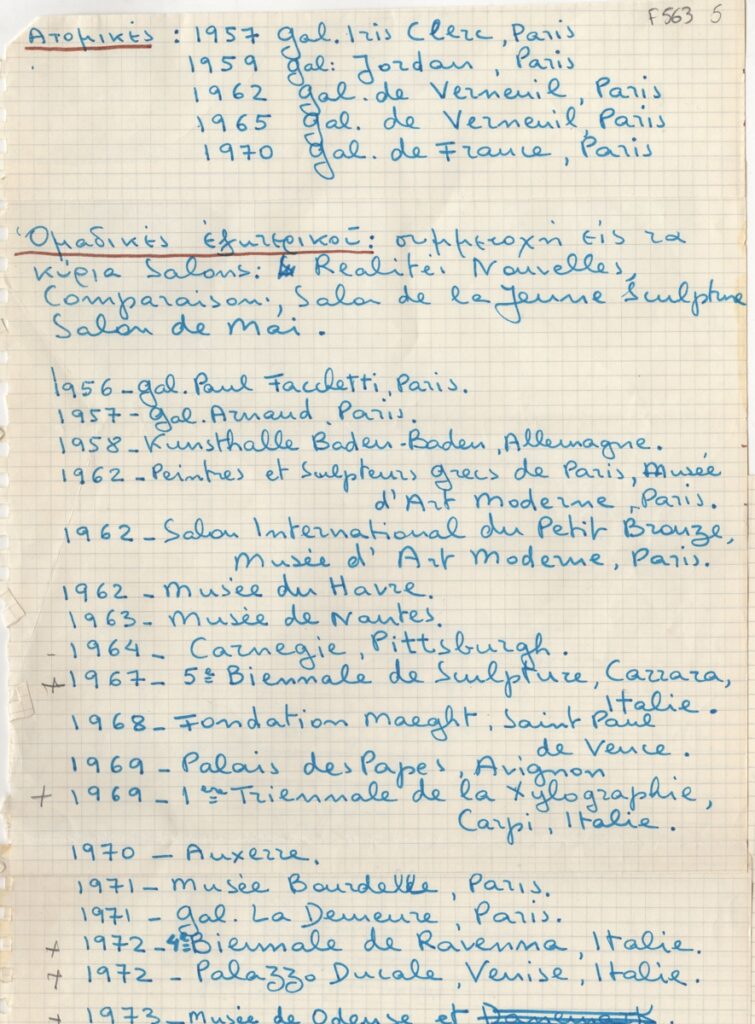 F563 5
Ατομικές : 1957 gal. Iris Clerc, Paris
1959 gal: Jordan, Paris
1962 gal. de Verneuil, Paris
1965 gal. de Verneuil, Paris
1970 gal. de France, Paris
Ὁμαδικές ἐξωτερικοῦ: συμμετοχή εἰς τα
κύρια Salons: Realités Nouvelles,
Comparaison., Salon de la Jeune Sculpture
Salon de Mai.
1956 - gal. Paul Facchetti, Paris.
1957 - gal. Arnaud, Paris.
1958 - Kunsthalle Baden-Baden, Allemagne.
1962 - Peintres et Sculpteurs grecs de Paris, Musée
d'Art Moderne, Paris.
1962 - Salon International du Petit Bronze,
Musée d'Art Moderne, Paris.
1962 - Musée du Havre.
1963 - Musée de Nantes.
- 1964 - Carnegie, Pittsburgh.
+ 1967 - 5e Biennale de Sculpture, Carrara,
Italie.
1968 - Fondation Maeght, Saint Paul
de Vence.
1969 - Palais des Papes, Avignon
+ 1969 - 1ère Triennale de la Xylographie,
Carpi, Italie.
1970 - Auxerre.
1971 - Musée Bourdelle, Paris.
1971 - gal. La Demeure, Paris.
+ 1972 - 4e Biennale de Ravenna, Italie.
+ 1972 - Palazzo Ducale, Venise, Italie.
+ 1973 - Musée de Odense et